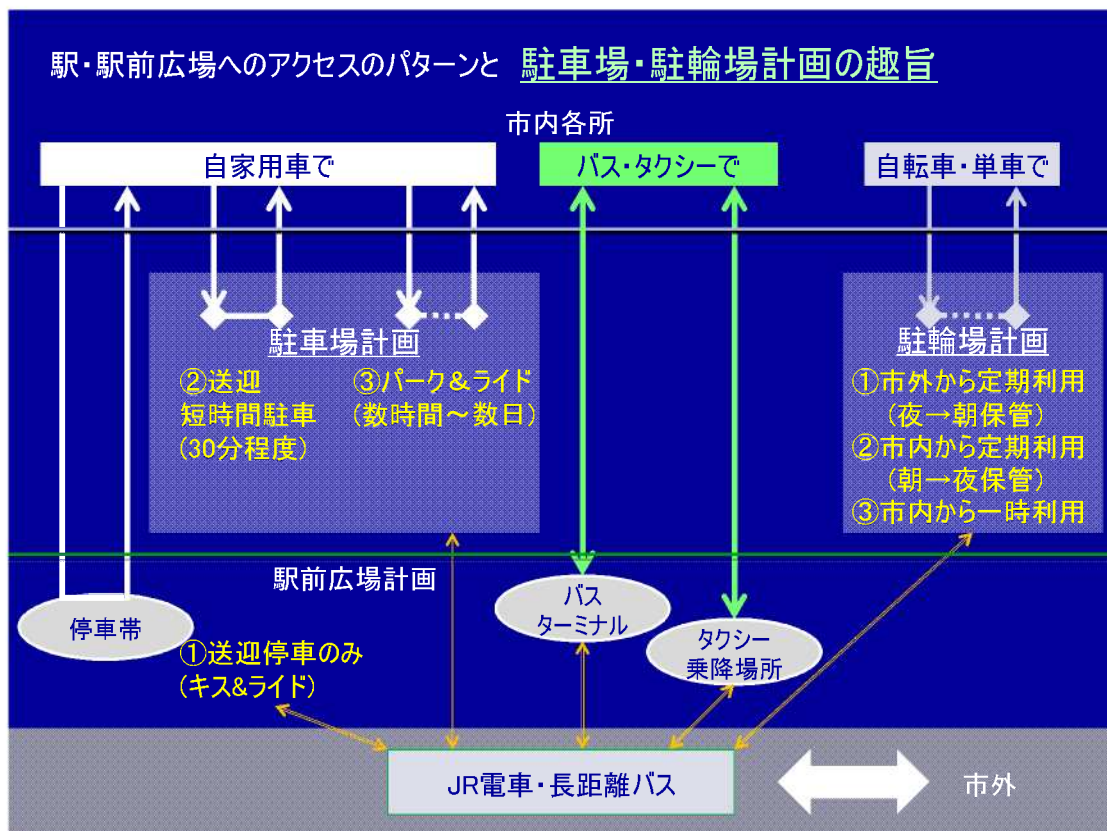 駅・駅前広場へのアクセスのパターンと 駐車場・駐輪場計画の趣旨
市内各所
自家用車で
バス・タクシーで
自転車・単車で
駐車場計画
②送迎
短時間駐車
(30分程度)
③パーク＆ライド
(数時間～数日)
駐輪場計画
①市外から定期利用
(夜→朝保管)
②市内から定期利用
(朝→夜保管)
③市内から一時利用
駅前広場計画
停車帯
①送迎停車のみ
(キス&ライド)
バス
ターミナル
タクシー
乗降場所
JR電車・長距離バス
市外